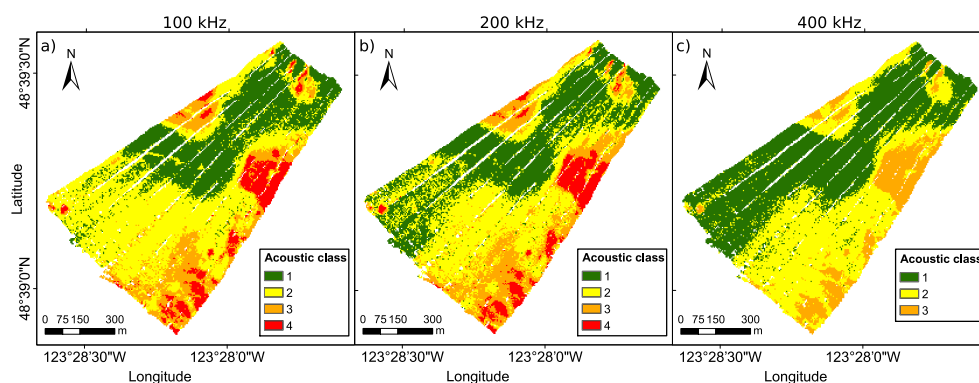 100 kHz
200 kHz
400 kHz
a)
b)
c)
N
N
N
48°39'30"N
Latitude
48°39'0"N
Acoustic class
1
2
3
4
Acoustic class
1
2
3
4
Acoustic class
1
2
3
0 75 150 300
m
0 75 150 300
m
0 75 150 300
m
123°28'30"W 123°28'0"W
123°28'30"W 123°28'0"W
123°28'30"W 123°28'0"W
Longitude
Longitude
Longitude